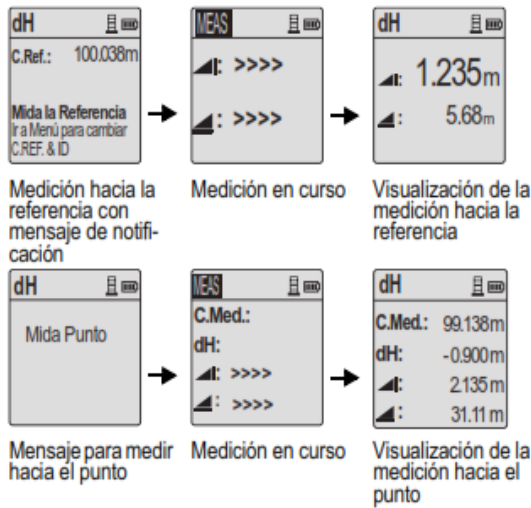 dH
C.Ref.: 100.038m
Mida la Referencia
Ir a Menú para cambiar
C.REF. & ID
MEAS
: >>>>
: >>>>
dH
: 1.235m
: 5.68m
Medición hacia la
referencia con
mensaje de notifi-
cación
Medición en curso
Visualización de la
medición hacia la
referencia
dH
Mida Punto
MEAS
C.Med.:
dH:
: >>>>
: >>>>
dH
C.Med.: 99.138m
dH: -0.900m
: 2.135m
: 31.11m
Mensaje para medir
hacia el punto
Medición en curso
Visualización de la
medición hacia el
punto